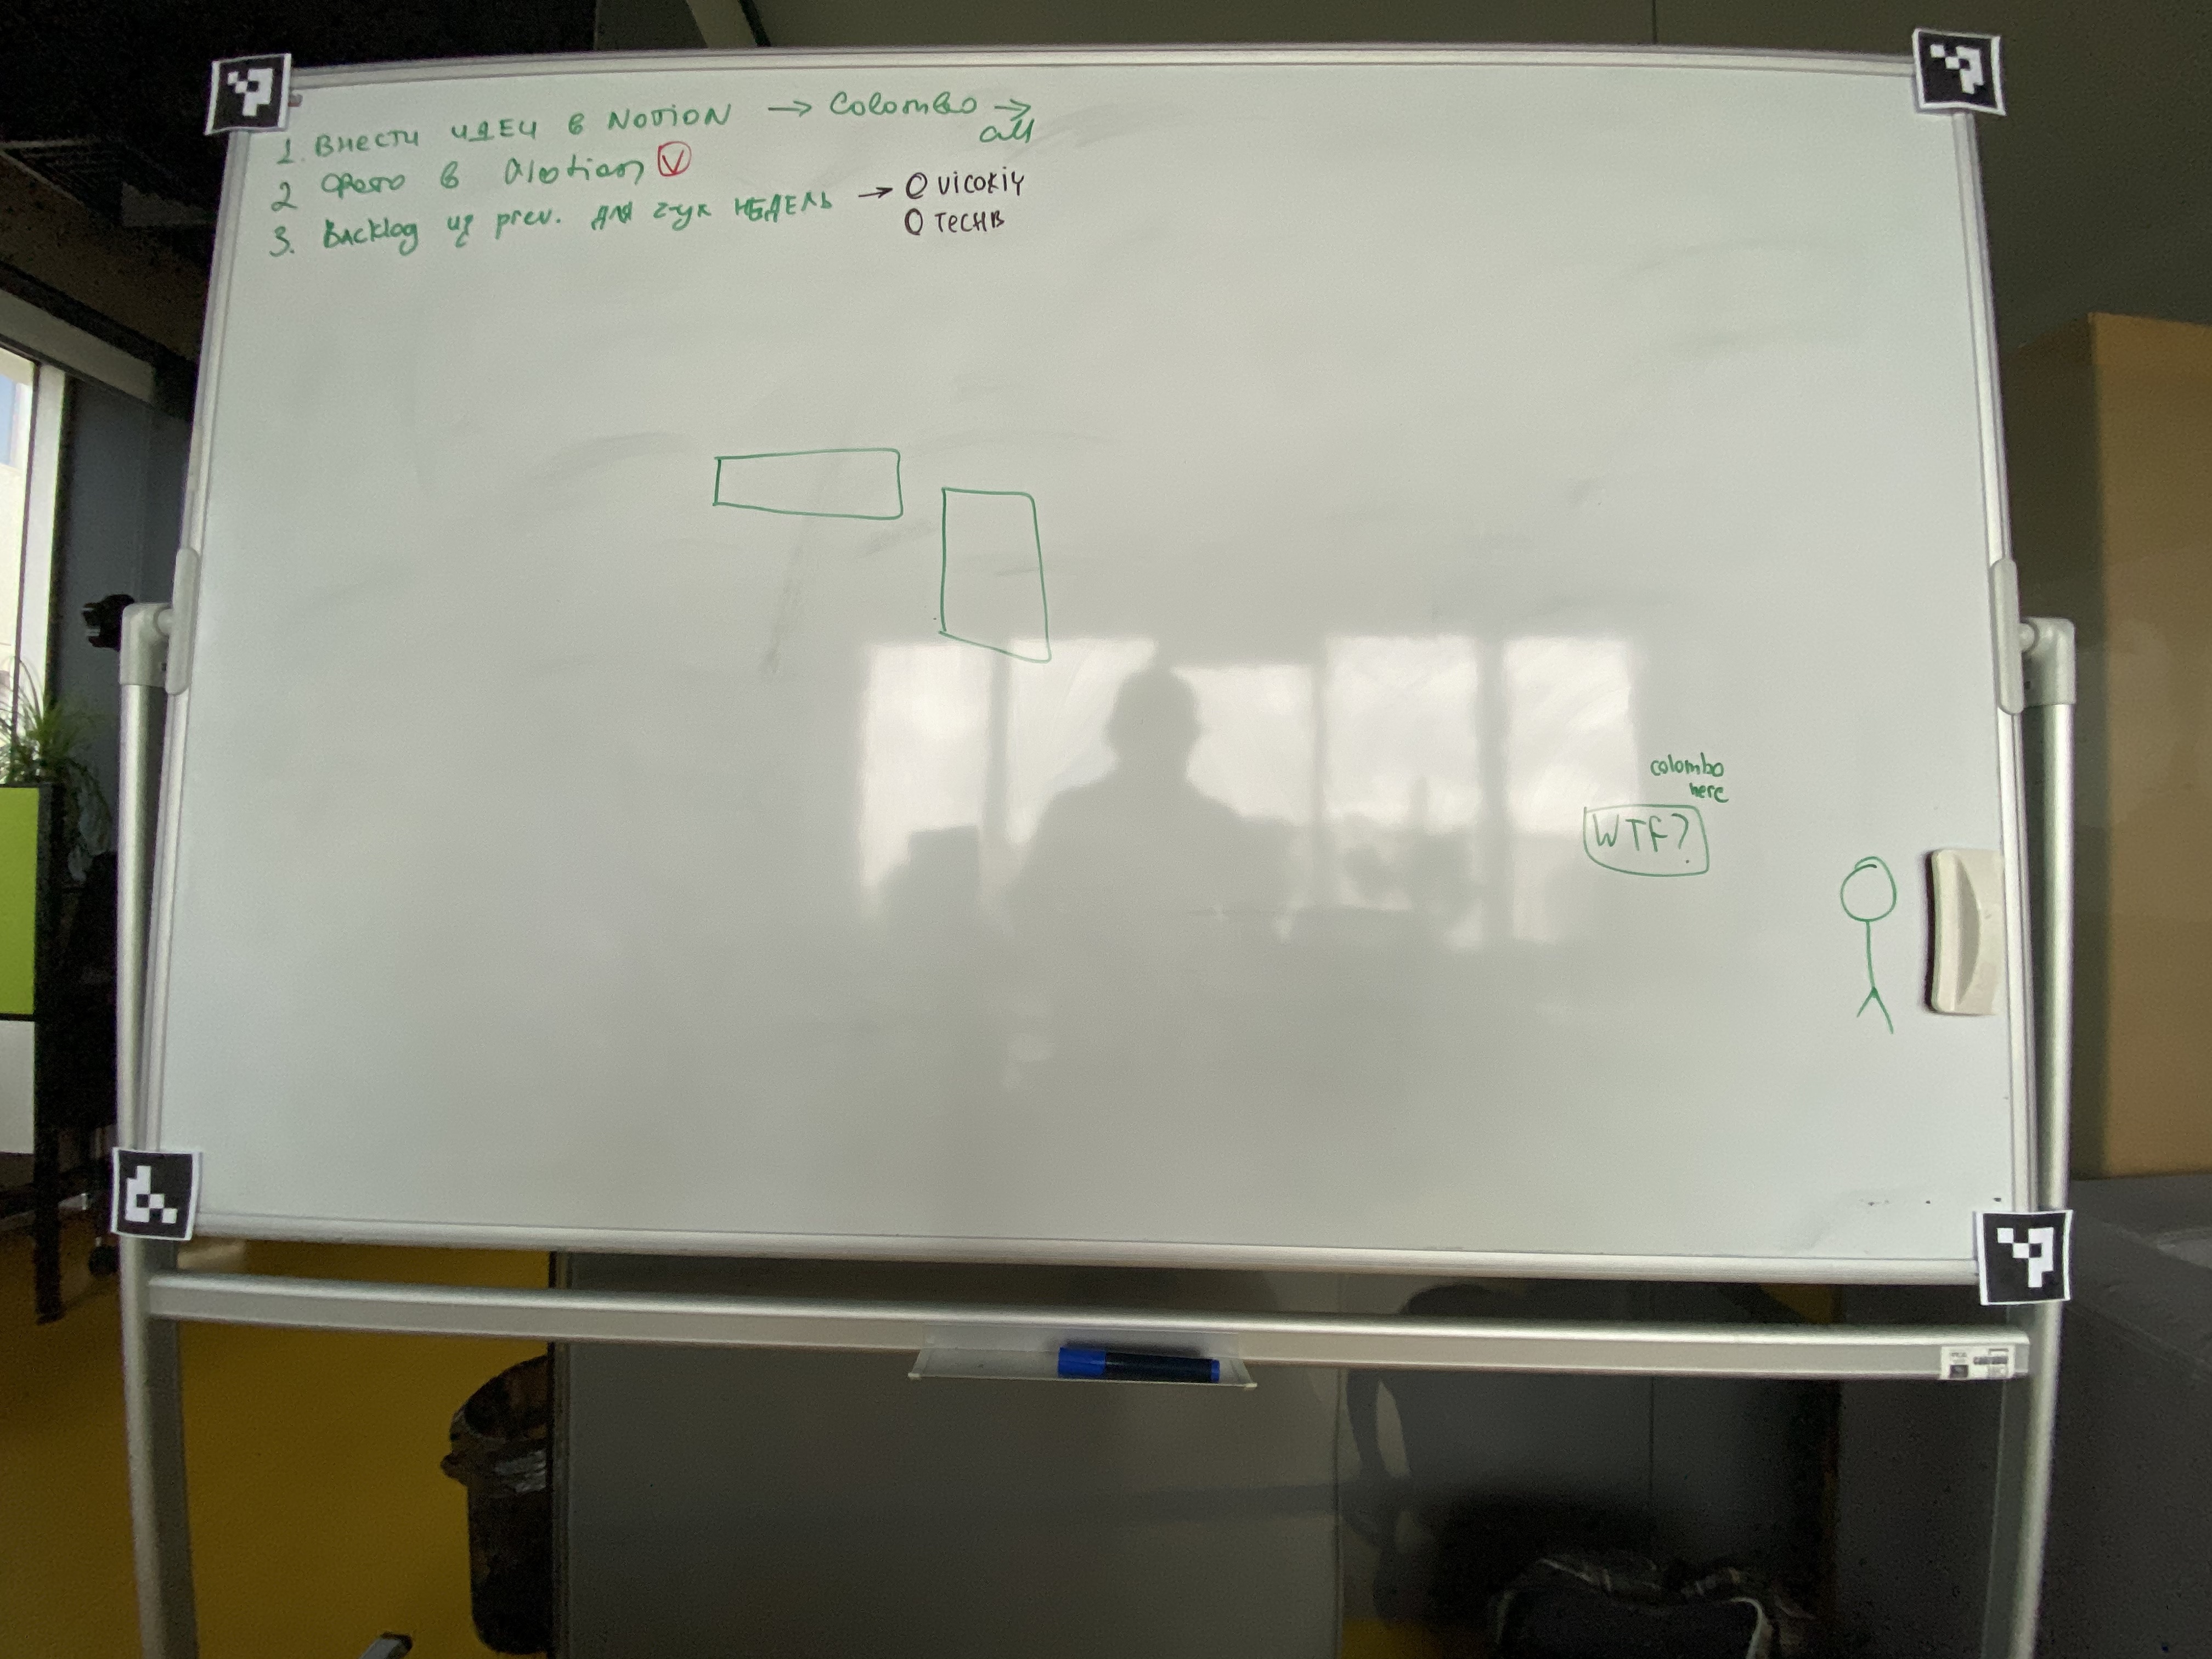 1. Внести идеи в NOTION → Colombo →
all
2 Фото в Notion V
3. Backlog из prev. для 2-ух недель → O VICOKIY
O TECHB
colombo
here
WTF?